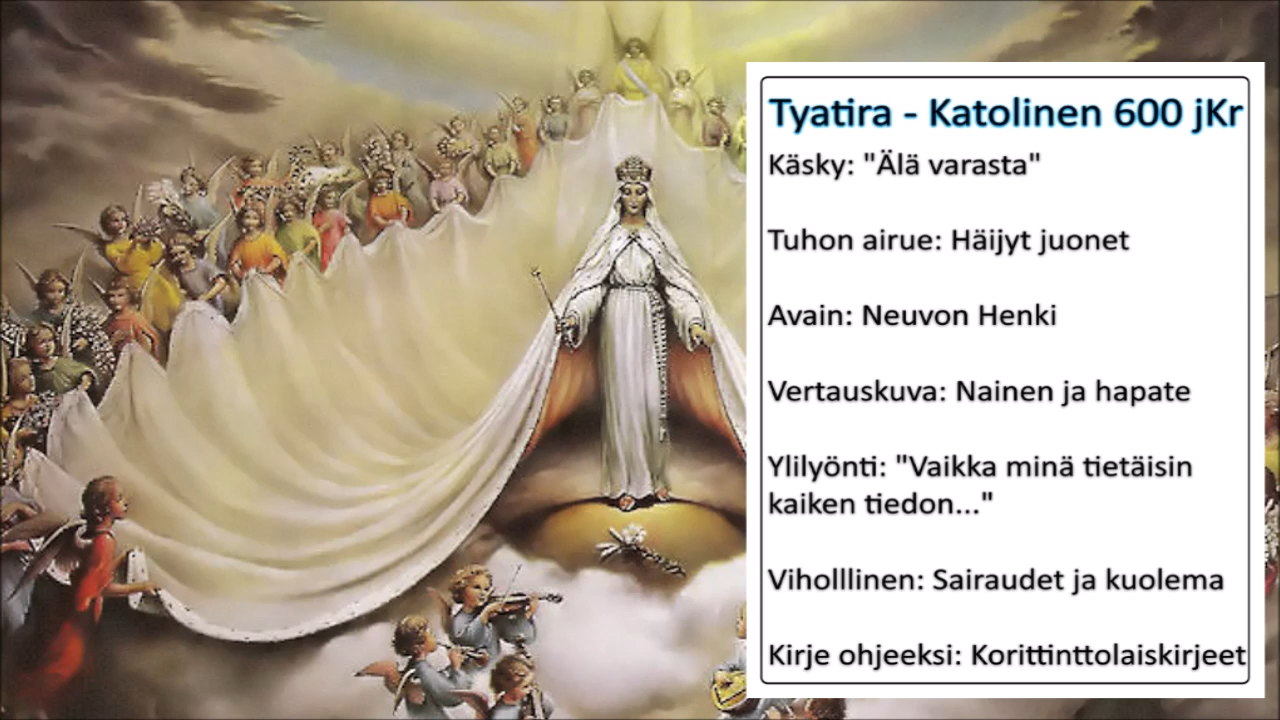 Tyatira - Katolinen 600 jKr
Käsky: "Älä varasta"
Tuhon airue: Häijyt juonet
Avain: Neuvon Henki
Vertauskuva: Nainen ja hapate
Ylilyönti: "Vaikka minä tietäisin
kaiken tiedon..."
Viholllinen: Sairaudet ja kuolema
Kirje ohjeeksi: Korittinttolaiskirjeet